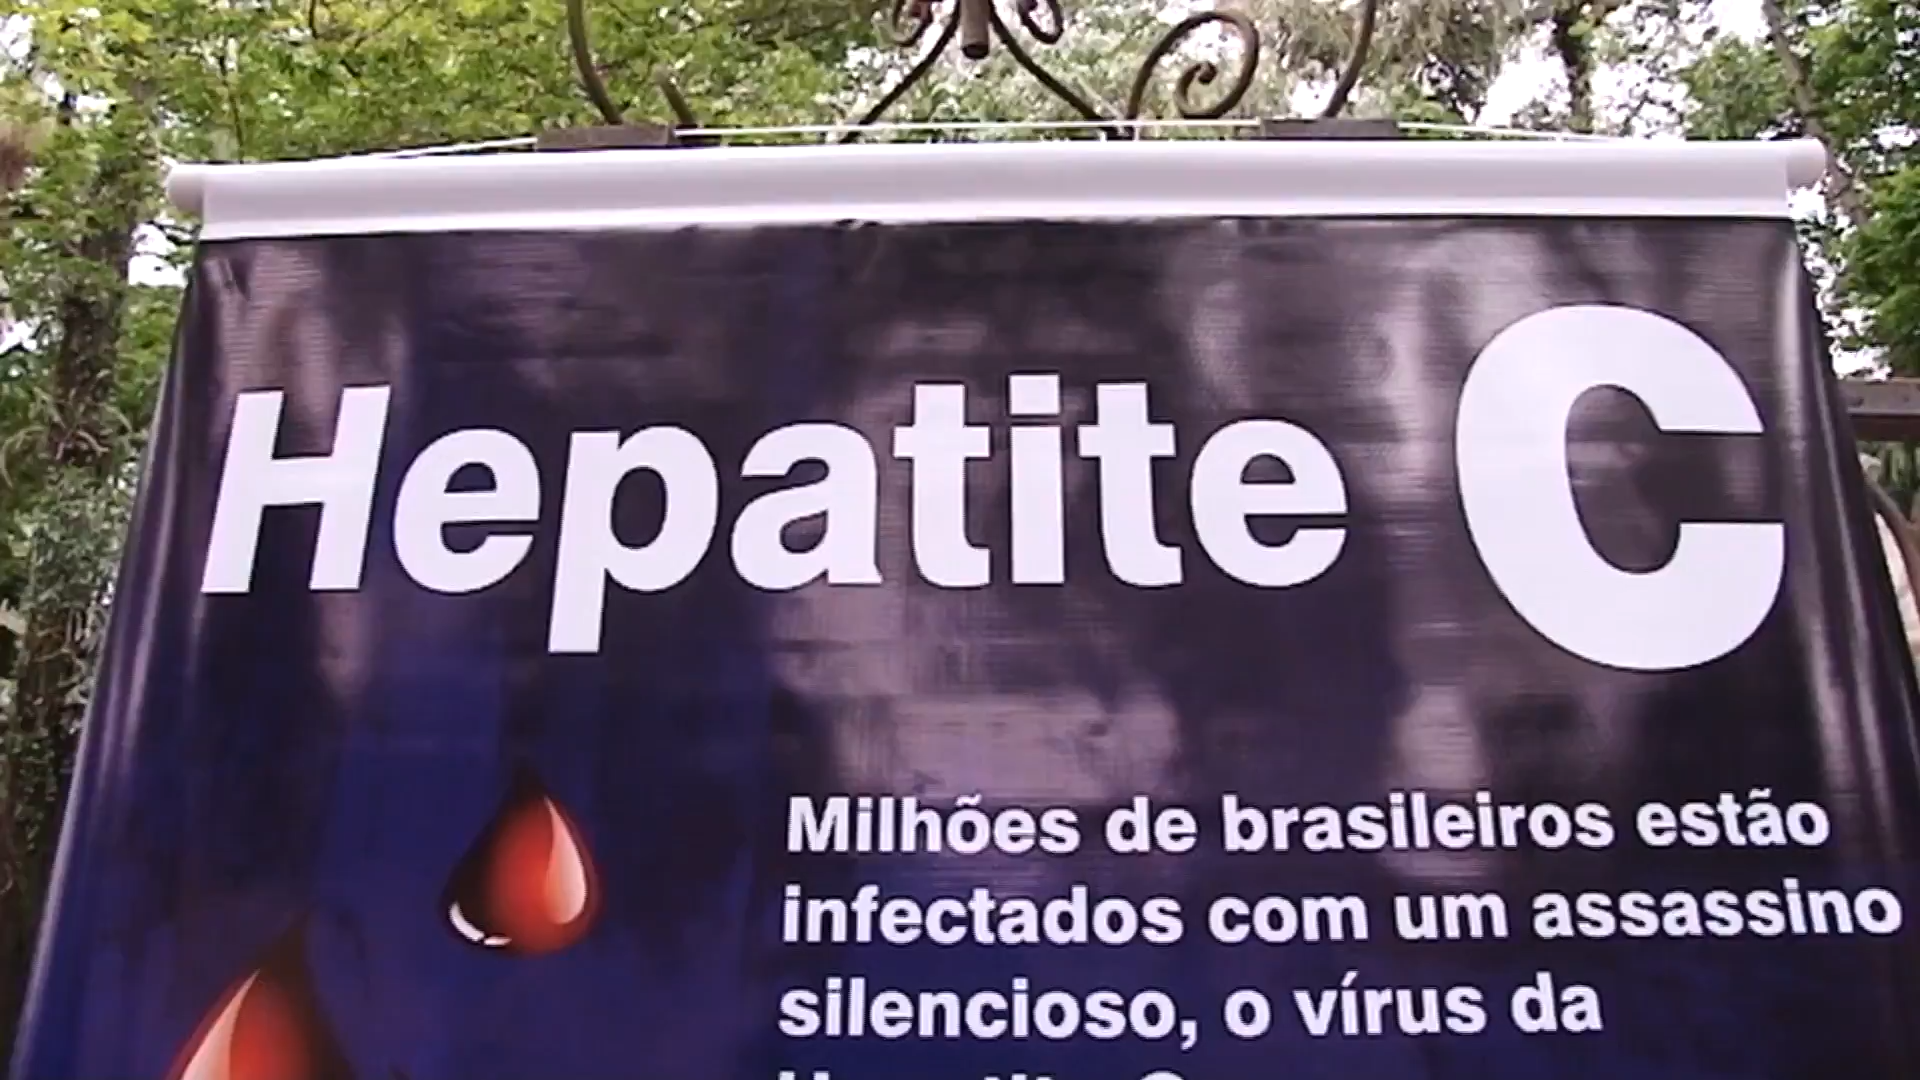 Hepatite C
Milhões de brasileiros estão
infectados com um assassino
silencioso, o vírus da